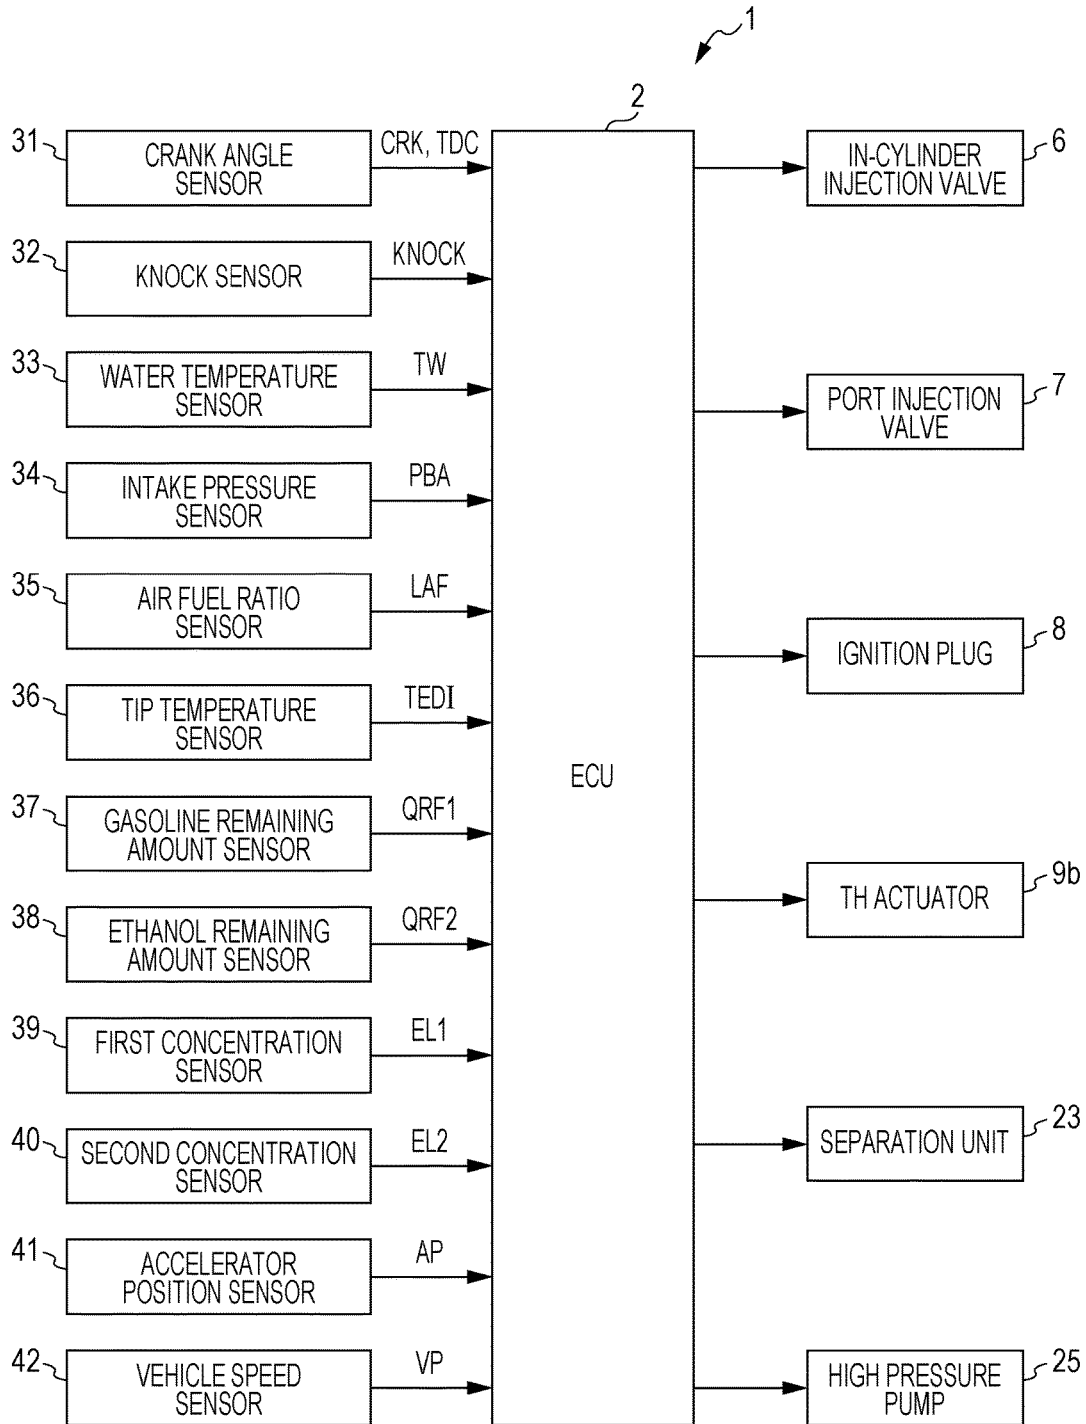 1
2
31
CRANK ANGLE
SENSOR
CRK, TDC
32
KNOCK SENSOR
KNOCK
33
WATER TEMPERATURE
SENSOR
TW
34
INTAKE PRESSURE
SENSOR
PBA
35
AIR FUEL RATIO
SENSOR
LAF
36
TIP TEMPERATURE
SENSOR
TEDI
37
GASOLINE REMAINING
AMOUNT SENSOR
QRF1
38
ETHANOL REMAINING
AMOUNT SENSOR
QRF2
39
FIRST CONCENTRATION
SENSOR
EL1
40
SECOND CONCENTRATION
SENSOR
EL2
41
ACCELERATOR
POSITION SENSOR
AP
42
VEHICLE SPEED
SENSOR
VP
ECU
6
IN-CYLINDER
INJECTION VALVE
7
PORT INJECTION
VALVE
8
IGNITION PLUG
9b
TH ACTUATOR
23
SEPARATION UNIT
25
HIGH PRESSURE
PUMP